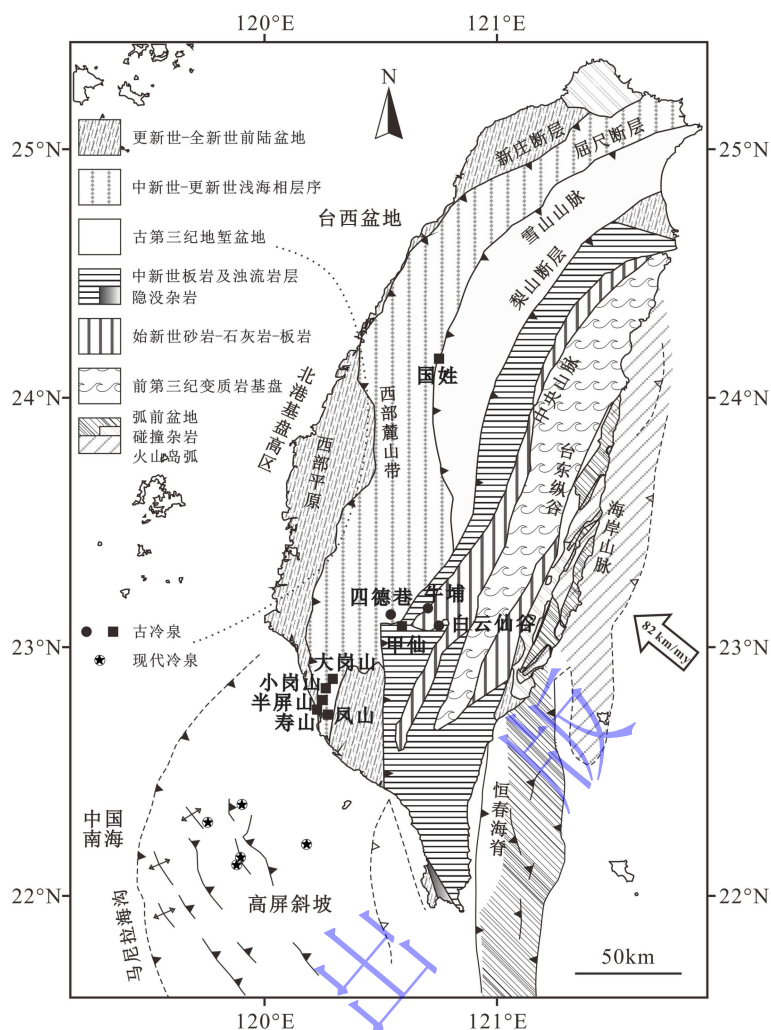 120°E
121°E
N
25°N
25°N
24°N
24°N
23°N
23°N
22°N
22°N
更新世-全新世前陆盆地
中新世-更新世浅海相层序
古第三纪地堑盆地
中新世板岩及浊流岩层
隐没杂岩
始新世砂岩-石灰岩-板岩
前第三纪变质岩基盘
弧前盆地
碰撞杂岩
火山岛弧
古冷泉
现代冷泉
新庄断层
屈尺断层
台西盆地
雪山山脉
梨山断层
国姓
中央山脉
北港基盘高区
西部平原
西部麓山带
台东纵谷
海岸山脉
四德巷
牛埔
白云仙谷
甲仙
82 km/my
大岗山
小岗山
半屏山
寿山
凤山
中国
南海
恒春海脊
马尼拉海沟
高屏斜坡
50km
120°E
121°E
出
版